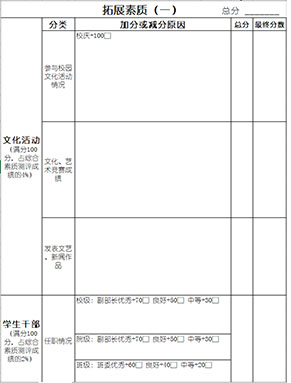 拓展素质（一）
总分
分类
加分或减分原因
总分
最终分数
文化活动
（满分100
分，占综合
素质测评成
绩的4%）
参与校园
文化活动
情况
校庆+100□
文化、艺
术竞赛成
绩
发表文艺
、新闻作
品
学生干部
（满分100
分，占综合
素质测评成
绩的2%）
任职情况
校级：副部长优秀+70□ 良好+50□ 中等+30□
院级：副部长优秀+70□ 良好+50□ 中等+30□
班级：班委优秀+60□ 良好+40□ 中等+20□